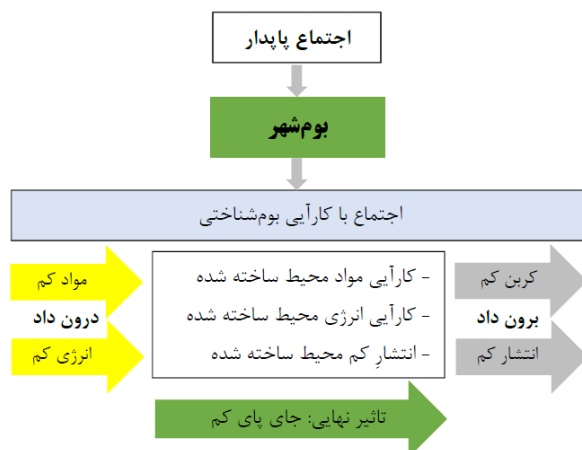 اجتماع پاپدار
بوم‌شهر
اجتماع با کارآیی بوم‌شناختی
مواد کم
درون داد
انرژی کم
- کارآیی مواد محیط ساخته شده
- کارآیی انرژی محیط ساخته شده
- انتشارِ کم محیط ساخته شده
کربن کم
برون داد
انتشار کم
تاثیر نهایی: جای پای کم